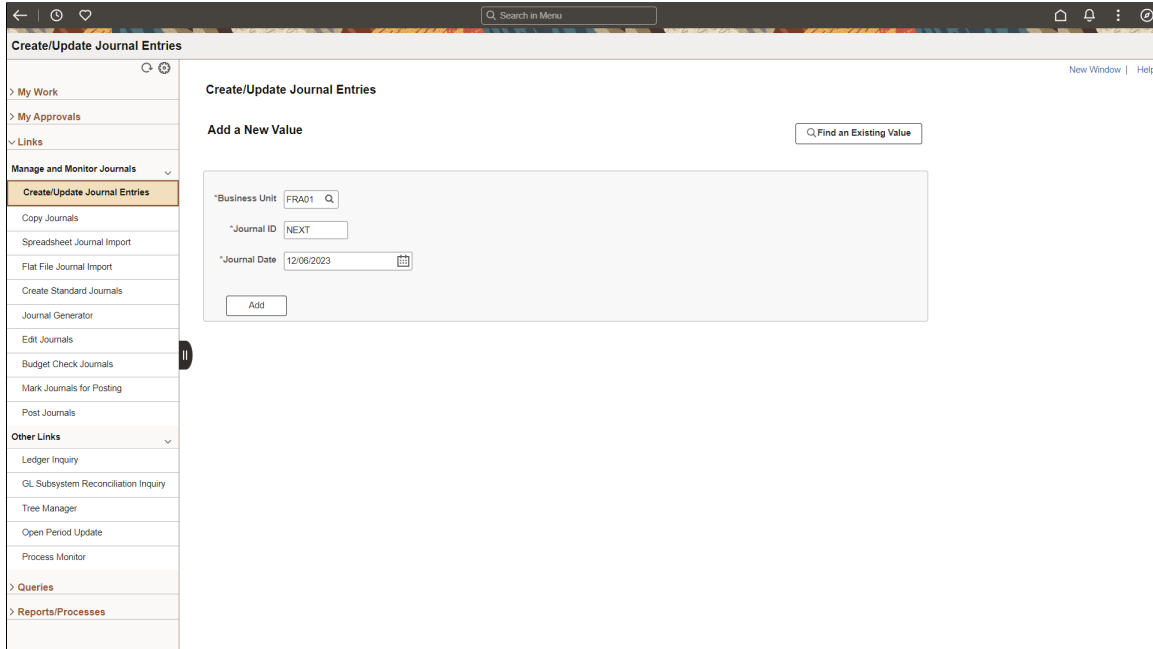 Search in Menu
Create/Update Journal Entries
New Window | Help
My Work
My Approvals
Links
Manage and Monitor Journals
Create/Update Journal Entries
Copy Journals
Spreadsheet Journal Import
Flat File Journal Import
Create Standard Journals
Journal Generator
Edit Journals
Budget Check Journals
Mark Journals for Posting
Post Journals
Other Links
Ledger Inquiry
GL Subsystem Reconciliation Inquiry
Tree Manager
Open Period Update
Process Monitor
Queries
Reports/Processes
Create/Update Journal Entries
Add a New Value
Find an Existing Value
*Business Unit FRA01
*Journal ID NEXT
*Journal Date 12/06/2023
Add